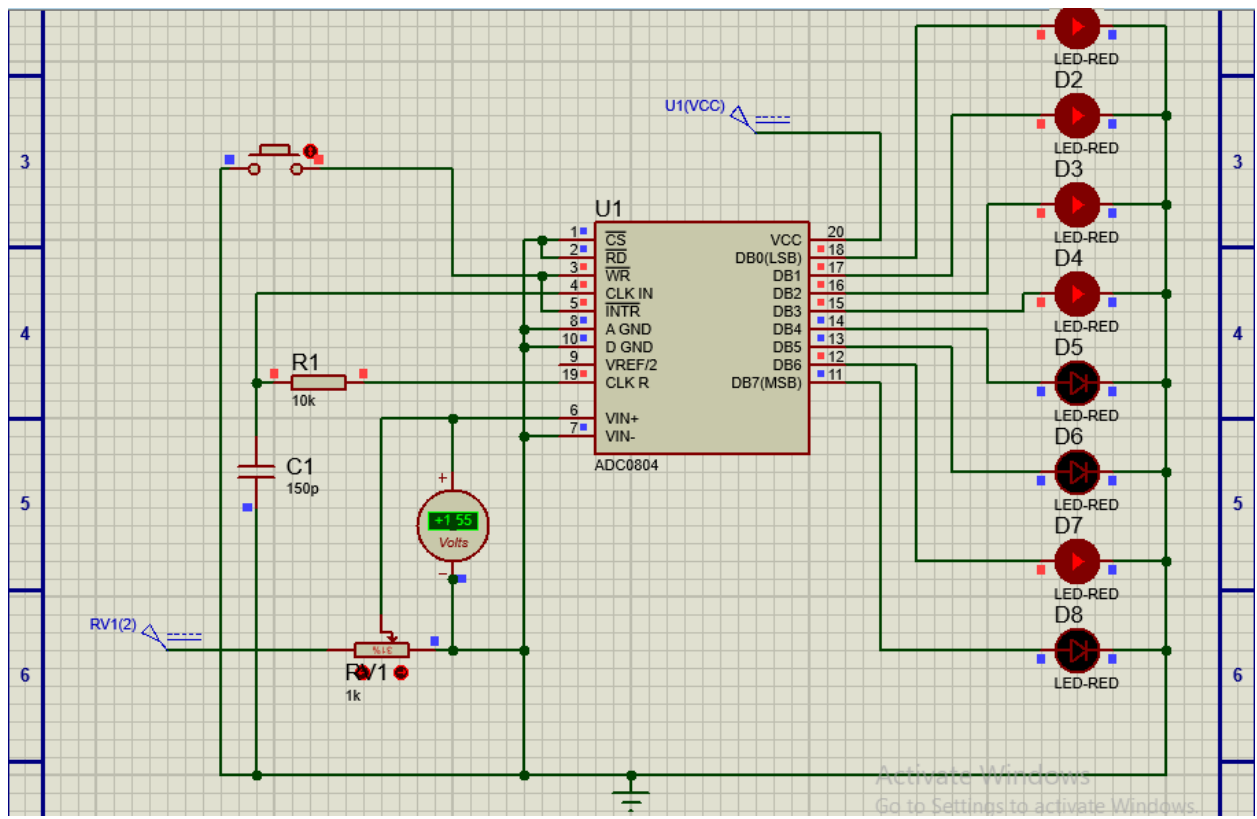 LED-RED
D2
U1(VCC)
LED-RED
3
3
D3
U1
LED-RED
1
CS
VCC
20
2
RD
DB0(LSB)
18
3
WR
DB1
17
D4
4
CLK IN
DB2
16
5
INTR
DB3
15
LED-RED
8
A GND
DB4
14
4
4
10
D GND
DB5
13
D5
9
VREF/2
DB6
12
R1
19
CLK R
DB7(MSB)
11
10k
LED-RED
6
VIN+
7
VIN-
D6
C1
ADC0804
150p
+
LED-RED
5
5
+1.55
D7
Volts
−
LED-RED
RV1(2)
D8
31%
RV1
6
6
1k
LED-RED
Activate Windows
Go to Settings to activate Windows.